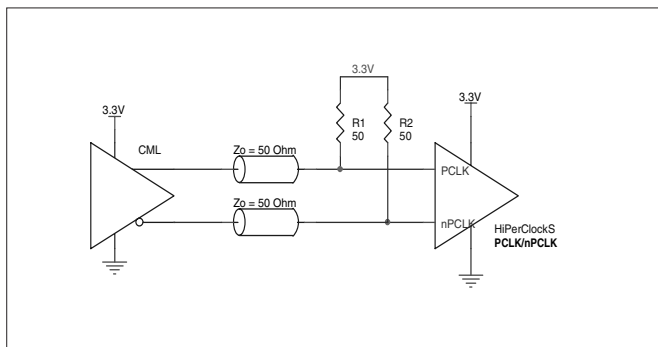 3.3V
3.3V
R1
50
R2
50
3.3V
CML
Zo = 50 Ohm
PCLK
Zo = 50 Ohm
nPCLK
HiPerClockS
PCLK/nPCLK